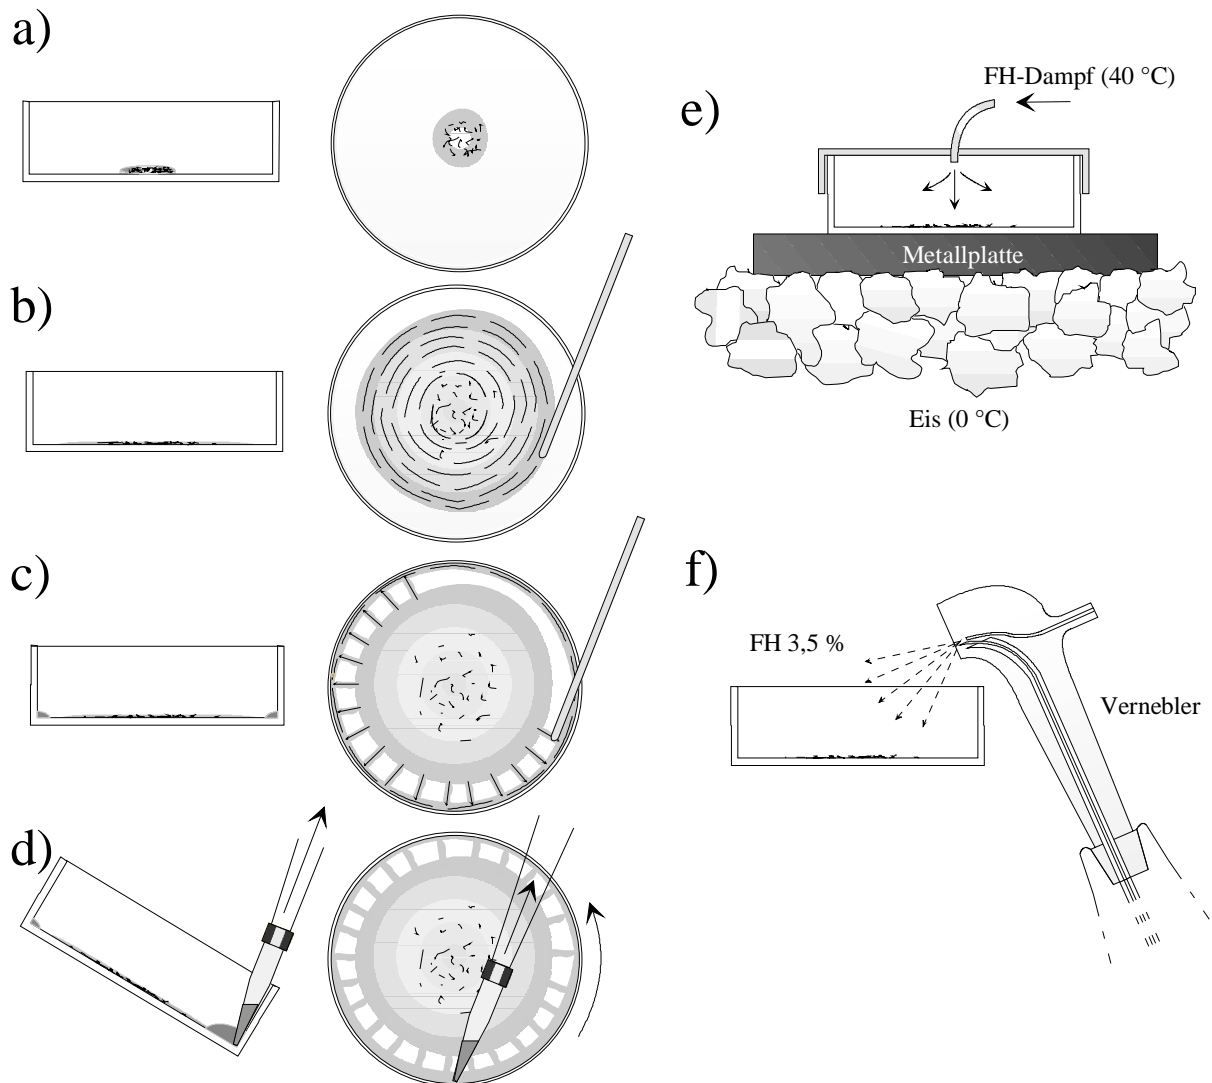 a)
b)
c)
d)
e)
FH-Dampf (40 °C)
Metallplatte
Eis (0 °C)
f)
FH 3,5 %
Vernebler